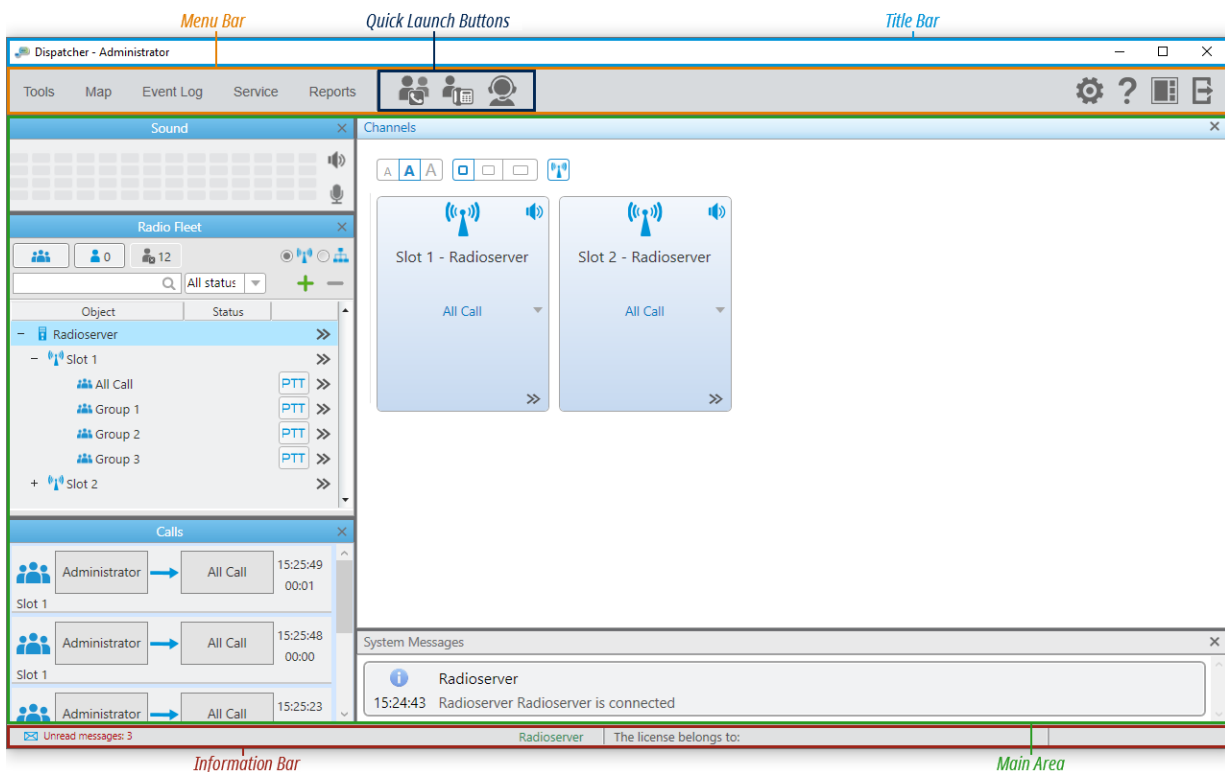 Menu Bar
Quick Launch Buttons
Title Bar
Dispatcher - Administrator
Tools Map Event Log Service Reports
Sound
Channels
A A A
Radio Fleet
0
12
All status
Object Status
Radioserver
Slot 1
All Call PTT
Group 1 PTT
Group 2 PTT
Group 3 PTT
Slot 2
Slot 1 - Radioserver
All Call
Slot 2 - Radioserver
All Call
Calls
Administrator All Call 15:25:49
00:01
Slot 1
Administrator All Call 15:25:48
00:00
Slot 1
Administrator All Call 15:25:23
System Messages
Radioserver
15:24:43 Radioserver Radioserver is connected
Unread messages: 3
Radioserver
The license belongs to:
Information Bar
Main Area